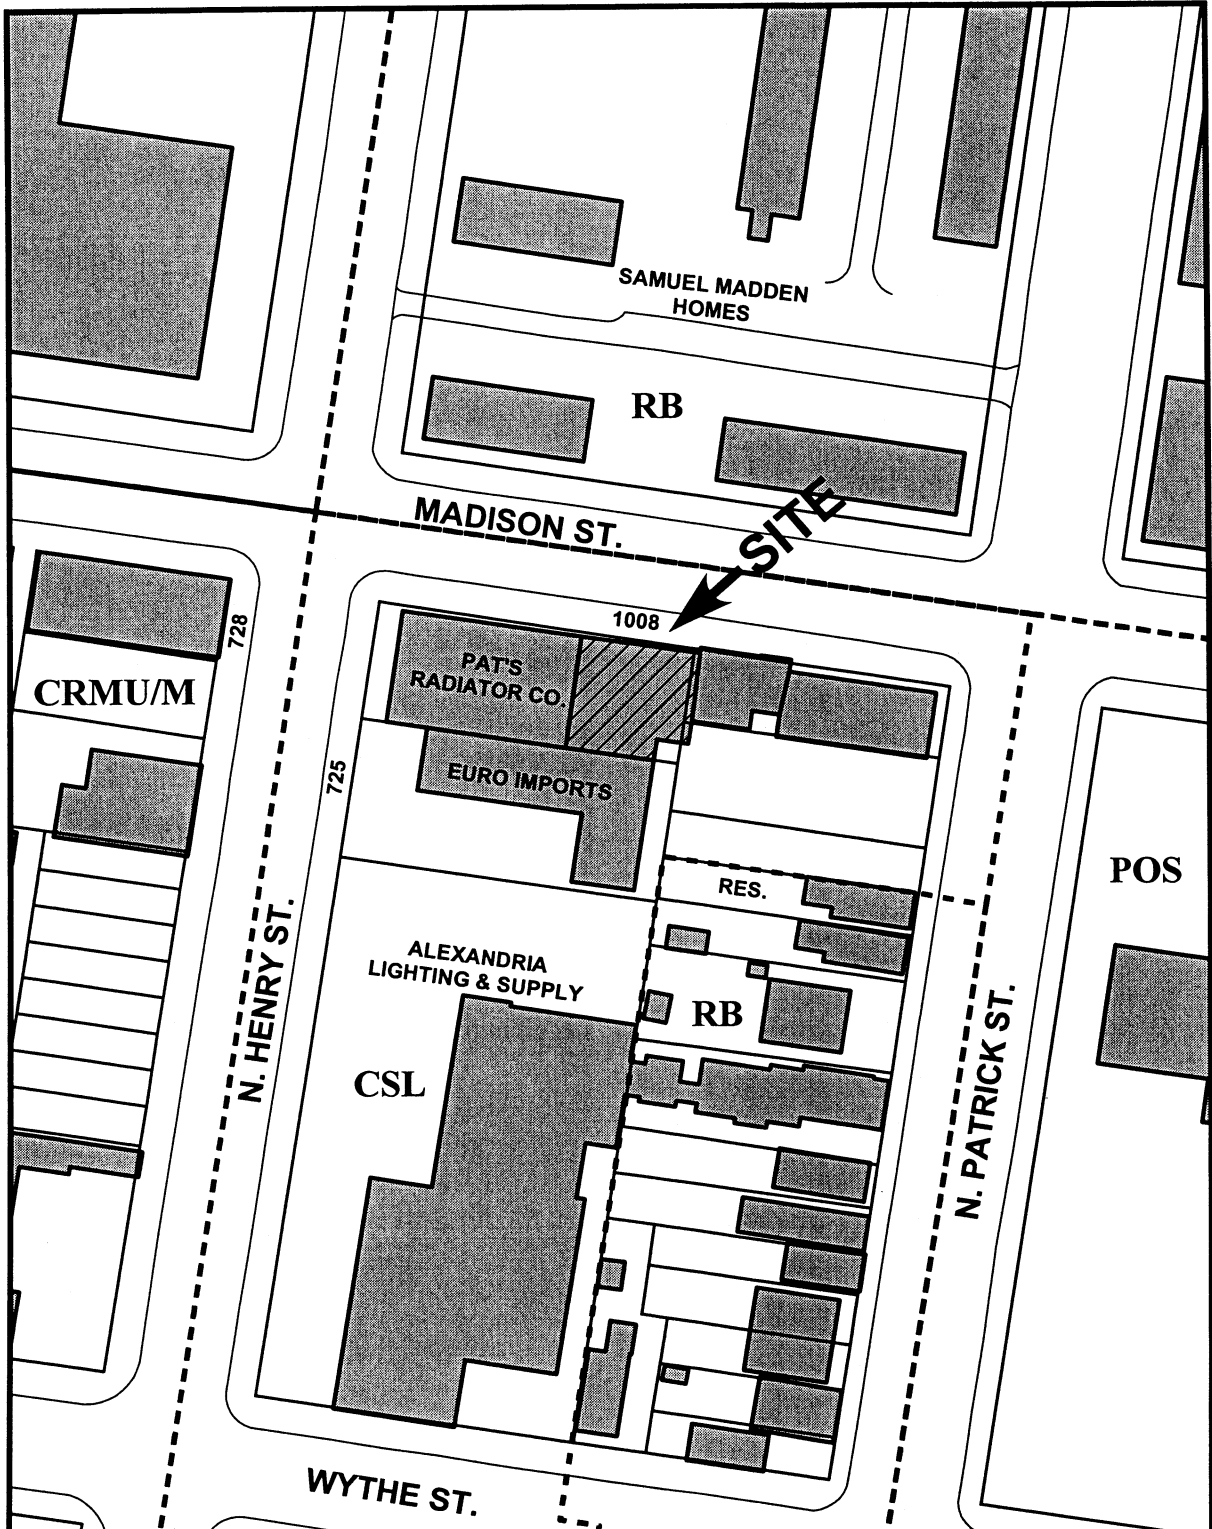 SAMUEL MADDEN
HOMES
RB
MADISON ST.
SITE
1008
728
PAT'S
RADIATOR CO.
CRMU/M
725
EURO IMPORTS
POS
RES.
N. HENRY ST.
ALEXANDRIA
LIGHTING & SUPPLY
RB
CSL
N. PATRICK ST.
WYTHE ST.